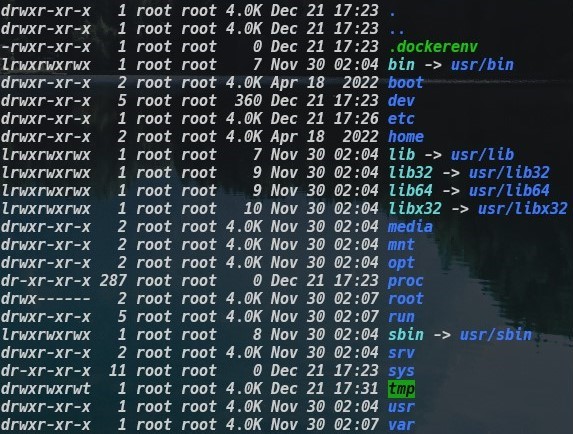 drwxr-xr-x   1 root root 4.0K Dec 21 17:23 .
drwxr-xr-x   1 root root 4.0K Dec 21 17:23 ..
-rwxr-xr-x   1 root root    0 Dec 21 17:23 .dockerenv
lrwxrwxrwx   1 root root    7 Nov 30 02:04 bin -> usr/bin
drwxr-xr-x   2 root root 4.0K Apr 18  2022 boot
drwxr-xr-x   5 root root  360 Dec 21 17:23 dev
drwxr-xr-x   1 root root 4.0K Dec 21 17:26 etc
drwxr-xr-x   2 root root 4.0K Apr 18  2022 home
lrwxrwxrwx   1 root root    7 Nov 30 02:04 lib -> usr/lib
lrwxrwxrwx   1 root root    9 Nov 30 02:04 lib32 -> usr/lib32
lrwxrwxrwx   1 root root    9 Nov 30 02:04 lib64 -> usr/lib64
lrwxrwxrwx   1 root root   10 Nov 30 02:04 libx32 -> usr/libx32
drwxr-xr-x   2 root root 4.0K Nov 30 02:04 media
drwxr-xr-x   2 root root 4.0K Nov 30 02:04 mnt
drwxr-xr-x   2 root root 4.0K Nov 30 02:04 opt
dr-xr-xr-x 287 root root    0 Dec 21 17:23 proc
drwx------   2 root root 4.0K Nov 30 02:07 root
drwxr-xr-x   5 root root 4.0K Nov 30 02:07 run
lrwxrwxrwx   1 root root    8 Nov 30 02:04 sbin -> usr/sbin
drwxr-xr-x   2 root root 4.0K Nov 30 02:04 srv
dr-xr-xr-x  11 root root    0 Dec 21 17:23 sys
drwxrwxrwt   1 root root 4.0K Dec 21 17:31 tmp
drwxr-xr-x   1 root root 4.0K Nov 30 02:04 usr
drwxr-xr-x   1 root root 4.0K Nov 30 02:07 var